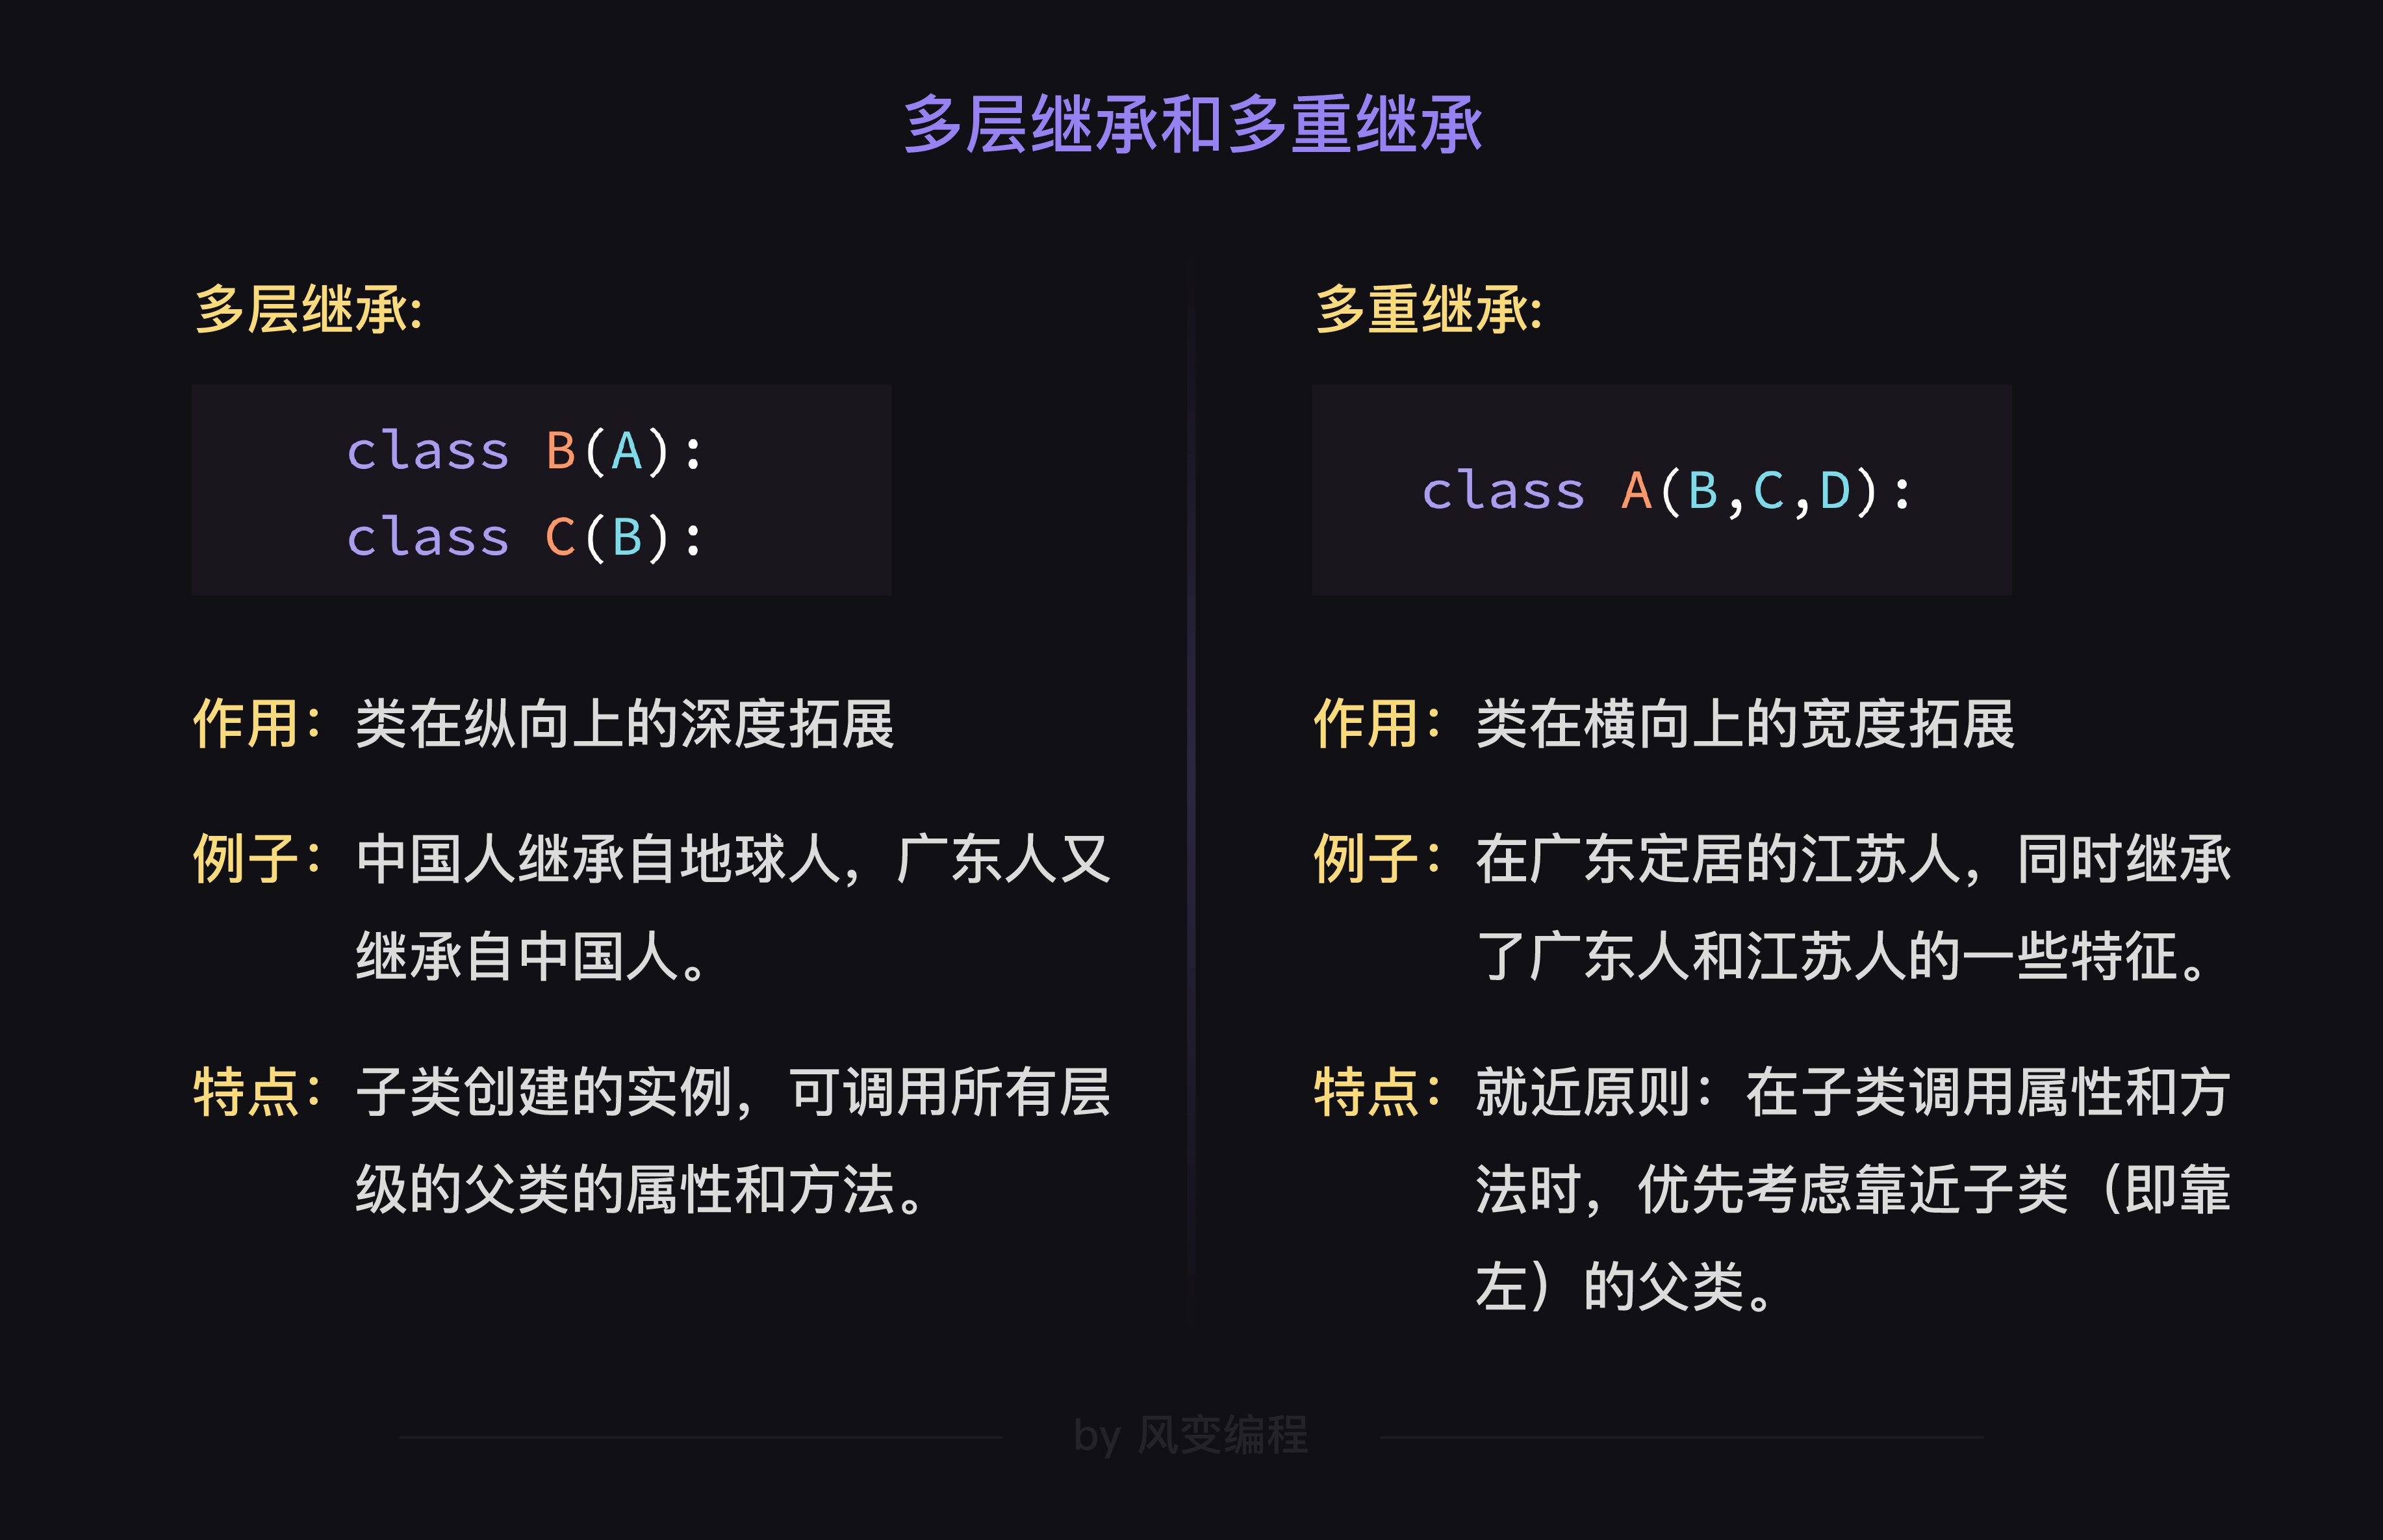 多层继承和多重继承
多层继承:
class B(A):
class C(B):
作用：类在纵向上的深度拓展
例子：中国人继承自地球人，广东人又
继承自中国人。
特点：子类创建的实例，可调用所有层
级的父类的属性和方法。
多重继承:
class A(B,C,D):
作用：类在横向上的宽度拓展
例子：在广东定居的江苏人，同时继承
了广东人和江苏人的一些特征。
特点：就近原则：在子类调用属性和方
法时，优先考虑靠近子类（即靠
左）的父类。
by 风变编程